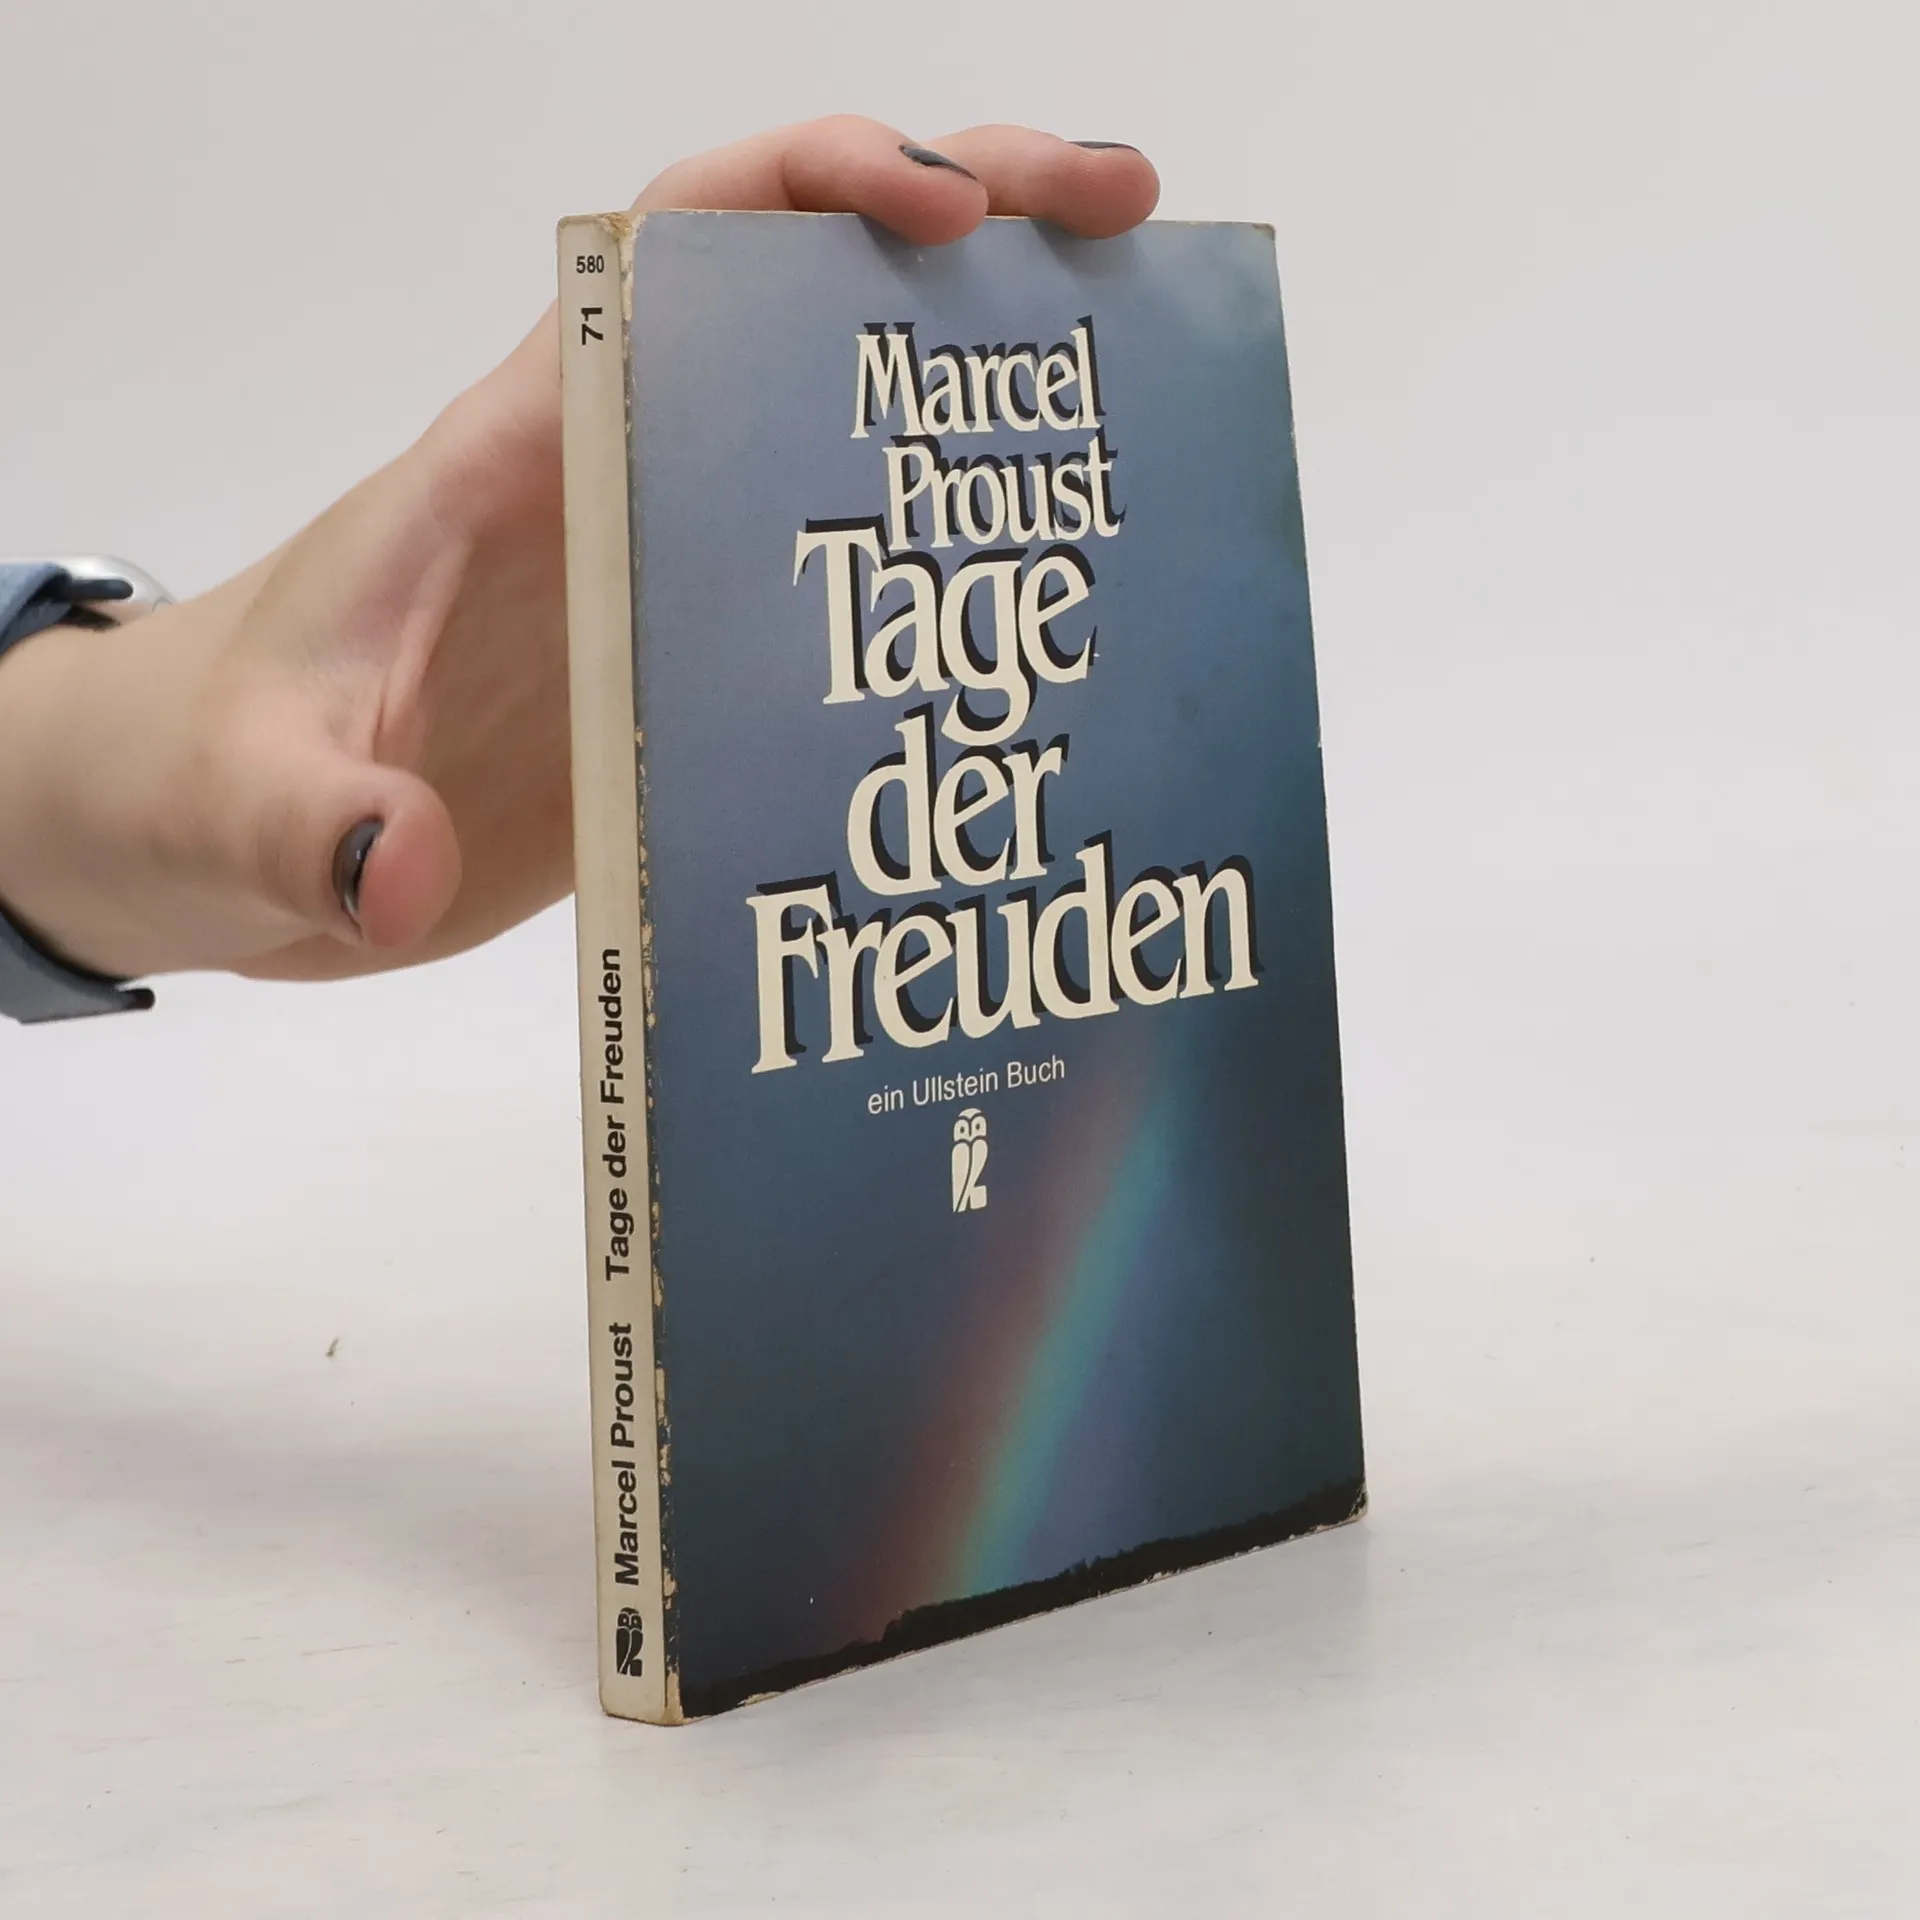 580
71
Marcel Proust Tage der Freuden
Marcel
Proust
Tage
der
Freuden
ein Ullstein Buch